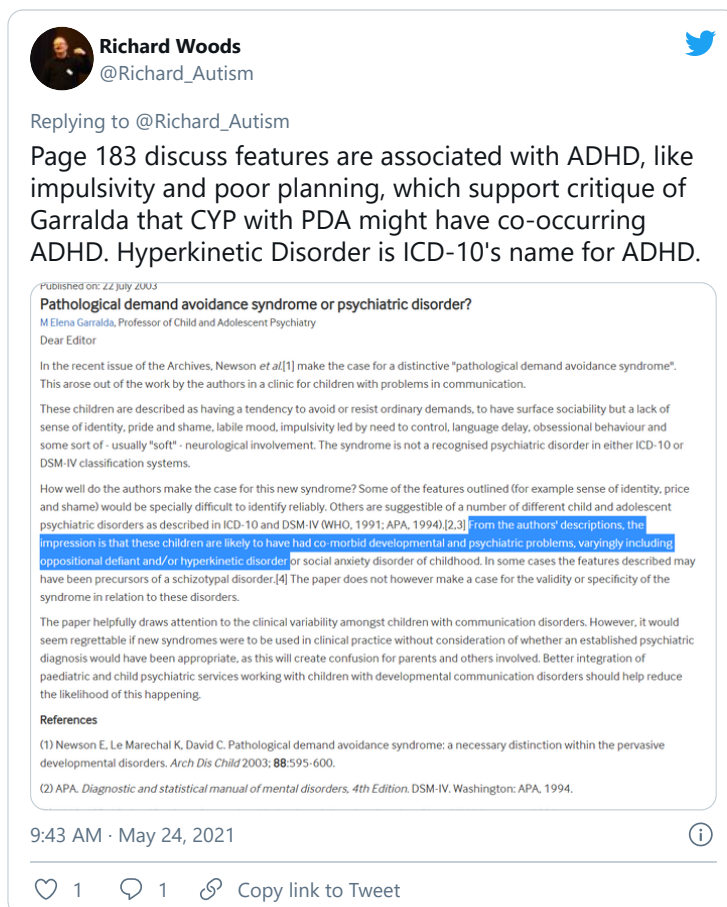 Richard Woods
@Richard_Autism
Replying to @Richard_Autism
Page 183 discuss features are associated with ADHD, like
impulsivity and poor planning, which support critique of
Garralda that CYP with PDA might have co-occurring
ADHD. Hyperkinetic Disorder is ICD-10's name for ADHD.
Published on: 22 July 2003
Pathological demand avoidance syndrome or psychiatric disorder?
M Elena Garralda, Professor of Child and Adolescent Psychiatry
Dear Editor
In the recent issue of the Archives, Newson et al.[1] make the case for a distinctive "pathological demand avoidance syndrome".
This arose out of the work by the authors in a clinic for children with problems in communication.
These children are described as having a tendency to avoid or resist ordinary demands, to have surface sociability but a lack of
sense of identity, pride and shame, labile mood, impulsivity led by need to control, language delay, obsessional behaviour and
some sort of - usually "soft" - neurological involvement. The syndrome is not a recognised psychiatric disorder in either ICD-10 or
DSM-IV classification systems.
How well do the authors make the case for this new syndrome? Some of the features outlined (for example sense of identity, price
and shame) would be specially difficult to identify reliably. Others are suggestible of a number of different child and adolescent
psychiatric disorders as described in ICD-10 and DSM-IV (WHO, 1991; APA, 1994).[2,3] From the authors' descriptions, the
impression is that these children are likely to have had co-morbid developmental and psychiatric problems, varyingly including
oppositional defiant and/or hyperkinetic disorder or social anxiety disorder of childhood. In some cases the features described may
have been precursors of a schizotypal disorder.[4] The paper does not however make a case for the validity or specificity of the
syndrome in relation to these disorders.
The paper helpfully draws attention to the clinical variability amongst children with communication disorders. However, it would
seem regrettable if new syndromes were to be used in clinical practice without consideration of whether an established psychiatric
diagnosis would have been appropriate, as this will create confusion for parents and others involved. Better integration of
paediatric and child psychiatric services working with children with developmental communication disorders should help reduce
the likelihood of this happening.
References
(1) Newson E, Le Marechal K, David C. Pathological demand avoidance syndrome: a necessary distinction within the pervasive
developmental disorders. Arch Dis Child 2003; 88:595-600.
(2) APA. Diagnostic and statistical manual of mental disorders, 4th Edition. DSM-IV. Washington: APA, 1994.
9:43 AM · May 24, 2021
1 1 Copy link to Tweet